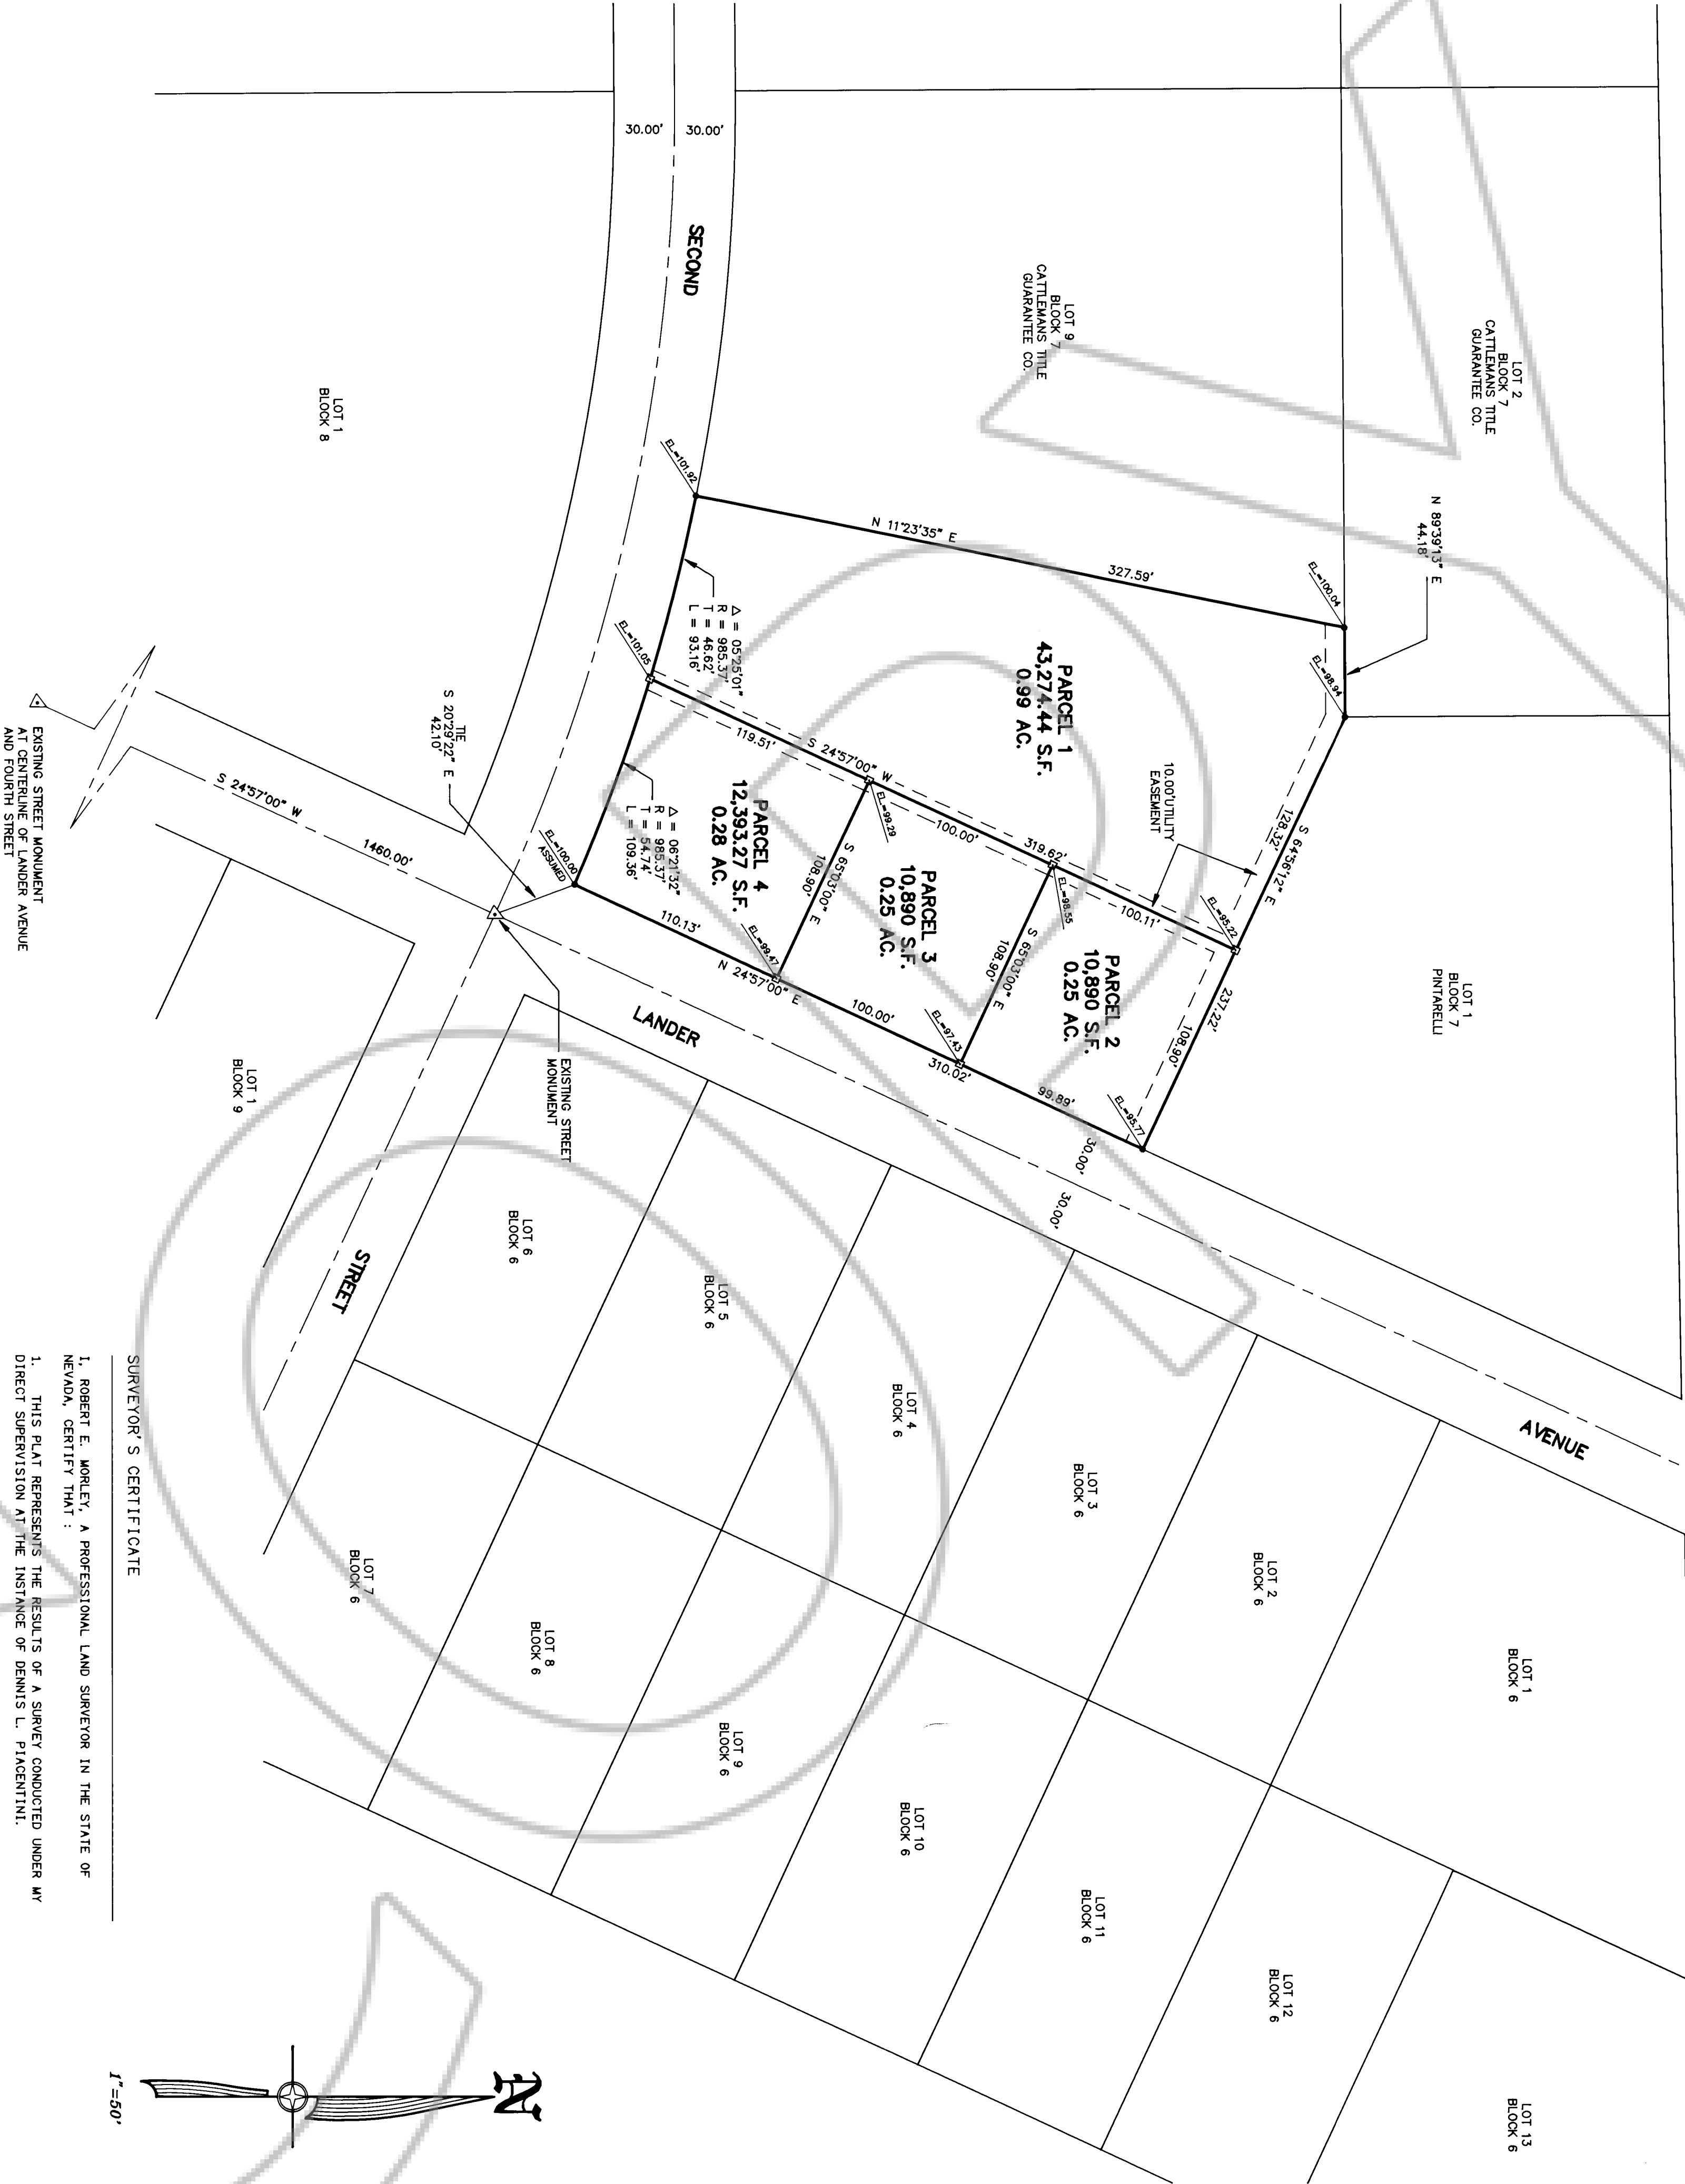 LOT 2
BLOCK 7
CATTLEMANS TITLE
GUARANTEE CO.
N 89°39'13" E
44.18'
LOT 1
BLOCK 7
PINTARELLI
LOT 9
BLOCK 7
CATTLEMANS TITLE
GUARANTEE CO.
EL.=100.04
EL.=98.94
S 64°56'12" E
128.32'
237.22'
108.90'
10.00'UTILITY
EASEMENT
N 11°23'35" E
327.59'
PARCEL 1
43,274.44 S.F.
0.99 AC.
EL.=95.22
EL.=95.77
PARCEL 2
10,890 S.F.
0.25 AC.
100.11'
99.89'
EL.=98.55
S 65°03'00" E
108.90'
EL.=97.43
319.62'
310.02'
PARCEL 3
10,890 S.F.
0.25 AC.
100.00'
100.00'
EL.=99.29
S 65°03'00" E
108.90'
EL.=99.47
S 24°57'00" W
N 24°57'00" E
PARCEL 4
12,393.27 S.F.
0.28 AC.
119.51'
110.13'
EL.=101.92
EL.=101.05
EL.=100.00
ASSUMED
Δ = 05°25'01"
R = 985.37'
T = 46.62'
L = 93.16'
Δ = 06°21'32"
R = 985.37'
T = 54.74'
L = 109.36'
30.00'
30.00'
SECOND
STREET
LANDER
AVENUE
30.00'
30.00'
TIE
S 20°29'22" E
42.10'
S 24°57'00" W
1460.00'
EXISTING STREET
MONUMENT
EXISTING STREET MONUMENT
AT CENTERLINE OF LANDER AVENUE
AND FOURTH STREET
LOT 1
BLOCK 8
LOT 1
BLOCK 9
LOT 1
BLOCK 6
LOT 2
BLOCK 6
LOT 3
BLOCK 6
LOT 4
BLOCK 6
LOT 5
BLOCK 6
LOT 6
BLOCK 6
LOT 7
BLOCK 6
LOT 8
BLOCK 6
LOT 9
BLOCK 6
LOT 10
BLOCK 6
LOT 11
BLOCK 6
LOT 12
BLOCK 6
LOT 13
BLOCK 6
N
1"=50'
SURVEYOR'S CERTIFICATE
I, ROBERT E. MORLEY, A PROFESSIONAL LAND SURVEYOR IN THE STATE OF
NEVADA, CERTIFY THAT :
1. THIS PLAT REPRESENTS THE RESULTS OF A SURVEY CONDUCTED UNDER MY
DIRECT SUPERVISION AT THE INSTANCE OF DENNIS L. PIACENTINI.